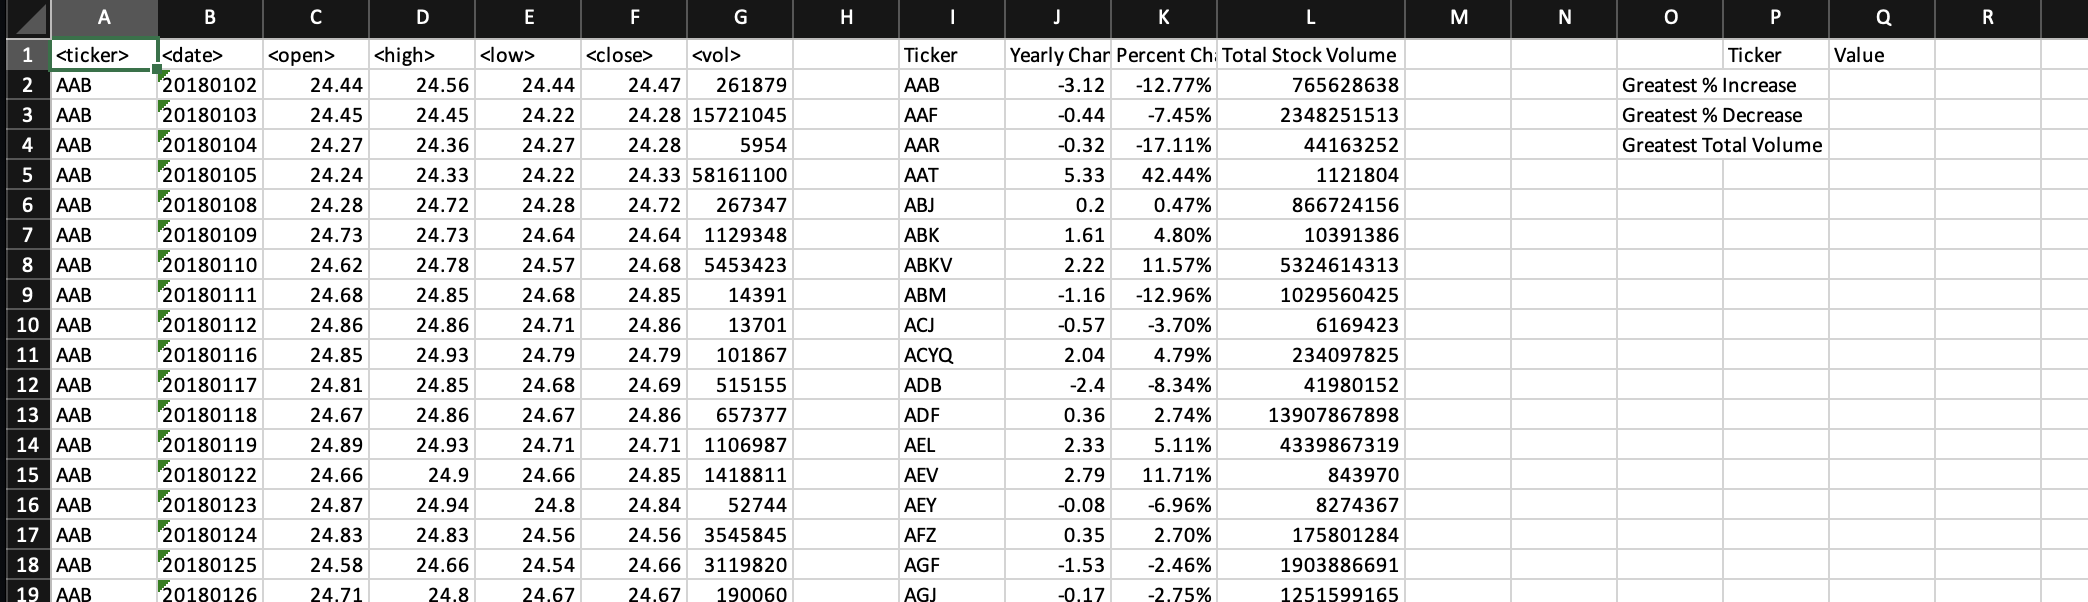 A B C D E F G H I J K L M N O P Q R
1 <ticker> <date> <open> <high> <low> <close> <vol> Ticker Yearly Char Percent Ch Total Stock Volume Ticker Value
2 AAB 20180102 24.44 24.56 24.44 24.47 261879 AAB -3.12 -12.77% 765628638 Greatest % Increase
3 AAB 20180103 24.45 24.45 24.22 24.28 15721045 AAF -0.44 -7.45% 2348251513 Greatest % Decrease
4 AAB 20180104 24.27 24.36 24.27 24.28 5954 AAR -0.32 -17.11% 44163252 Greatest Total Volume
5 AAB 20180105 24.24 24.33 24.22 24.33 58161100 AAT 5.33 42.44% 1121804
6 AAB 20180108 24.28 24.72 24.28 24.72 267347 ABJ 0.2 0.47% 866724156
7 AAB 20180109 24.73 24.73 24.64 24.64 1129348 ABK 1.61 4.80% 10391386
8 AAB 20180110 24.62 24.78 24.57 24.68 5453423 ABKV 2.22 11.57% 5324614313
9 AAB 20180111 24.68 24.85 24.68 24.85 14391 ABM -1.16 -12.96% 1029560425
10 AAB 20180112 24.86 24.86 24.71 24.86 13701 ACJ -0.57 -3.70% 6169423
11 AAB 20180116 24.85 24.93 24.79 24.79 101867 ACYQ 2.04 4.79% 234097825
12 AAB 20180117 24.81 24.85 24.68 24.69 515155 ADB -2.4 -8.34% 41980152
13 AAB 20180118 24.67 24.86 24.67 24.86 657377 ADF 0.36 2.74% 13907867898
14 AAB 20180119 24.89 24.93 24.71 24.71 1106987 AEL 2.33 5.11% 4339867319
15 AAB 20180122 24.66 24.9 24.66 24.85 1418811 AEV 2.79 11.71% 843970
16 AAB 20180123 24.87 24.94 24.8 24.84 52744 AEY -0.08 -6.96% 8274367
17 AAB 20180124 24.83 24.83 24.56 24.56 3545845 AFZ 0.35 2.70% 175801284
18 AAB 20180125 24.58 24.66 24.54 24.66 3119820 AGF -1.53 -2.46% 1903886691
19 AAB 20180126 24.71 24.8 24.67 24.67 190060 AGJ -0.17 -2.75% 1251599165